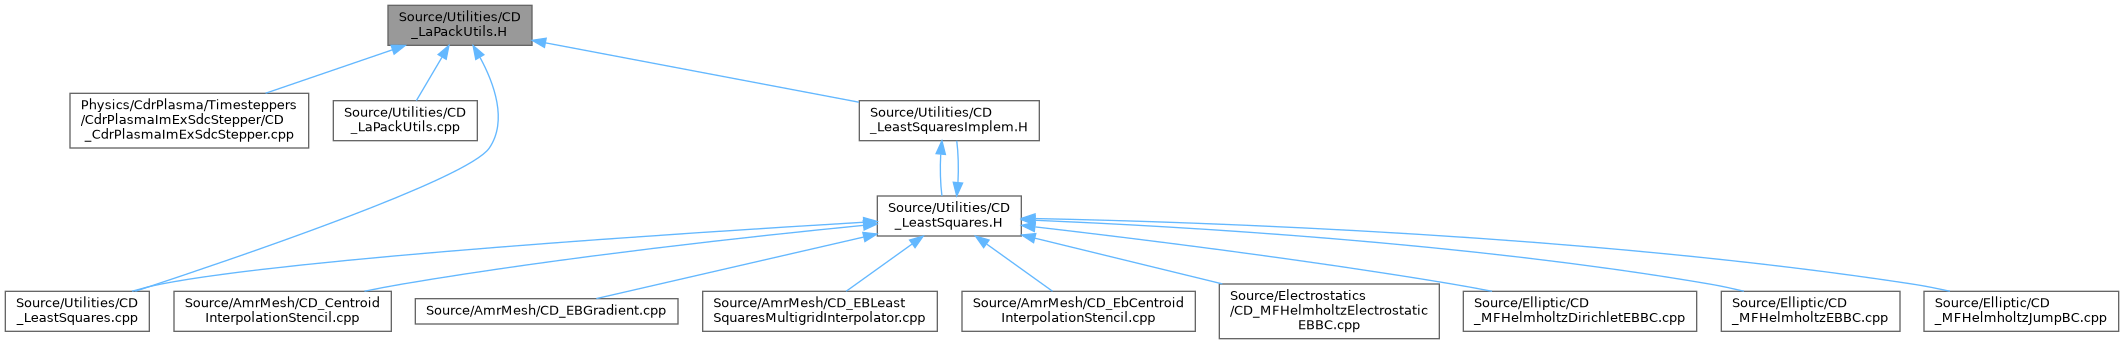 Source/Utilities/CD
_LaPackUtils.H
Physics/CdrPlasma/Timesteppers
/CdrPlasmaImExSdcStepper/CD
_CdrPlasmaImExSdcStepper.cpp
Source/Utilities/CD
_LaPackUtils.cpp
Source/Utilities/CD
_LeastSquaresImplem.H
Source/Utilities/CD
_LeastSquares.H
Source/Utilities/CD
_LeastSquares.cpp
Source/AmrMesh/CD_Centroid
InterpolationStencil.cpp
Source/AmrMesh/CD_EBGradient.cpp
Source/AmrMesh/CD_EBLeast
SquaresMultigridInterpolator.cpp
Source/AmrMesh/CD_EbCentroid
InterpolationStencil.cpp
Source/Electrostatics
/CD_MFHelmholtzElectrostatic
EBBC.cpp
Source/Elliptic/CD
_MFHelmholtzDirichletEBBC.cpp
Source/Elliptic/CD
_MFHelmholtzEBBC.cpp
Source/Elliptic/CD
_MFHelmholtzJumpBC.cpp